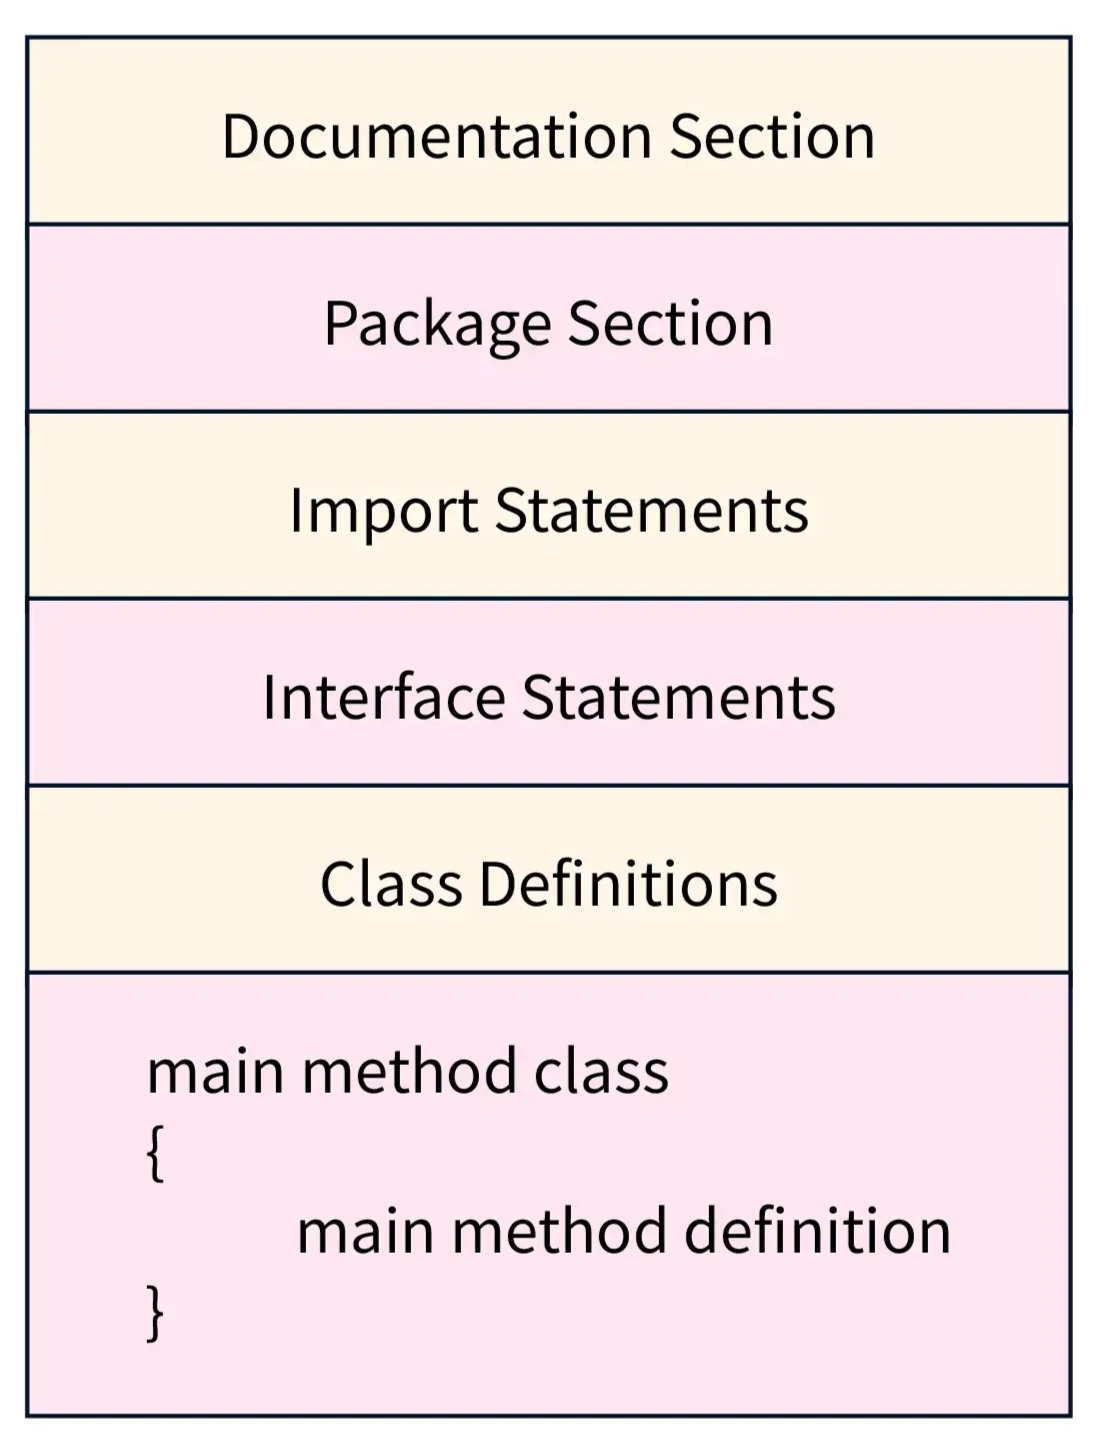 Documentation Section
Package Section
Import Statements
Interface Statements
Class Definitions
main method class
{
main method definition
}